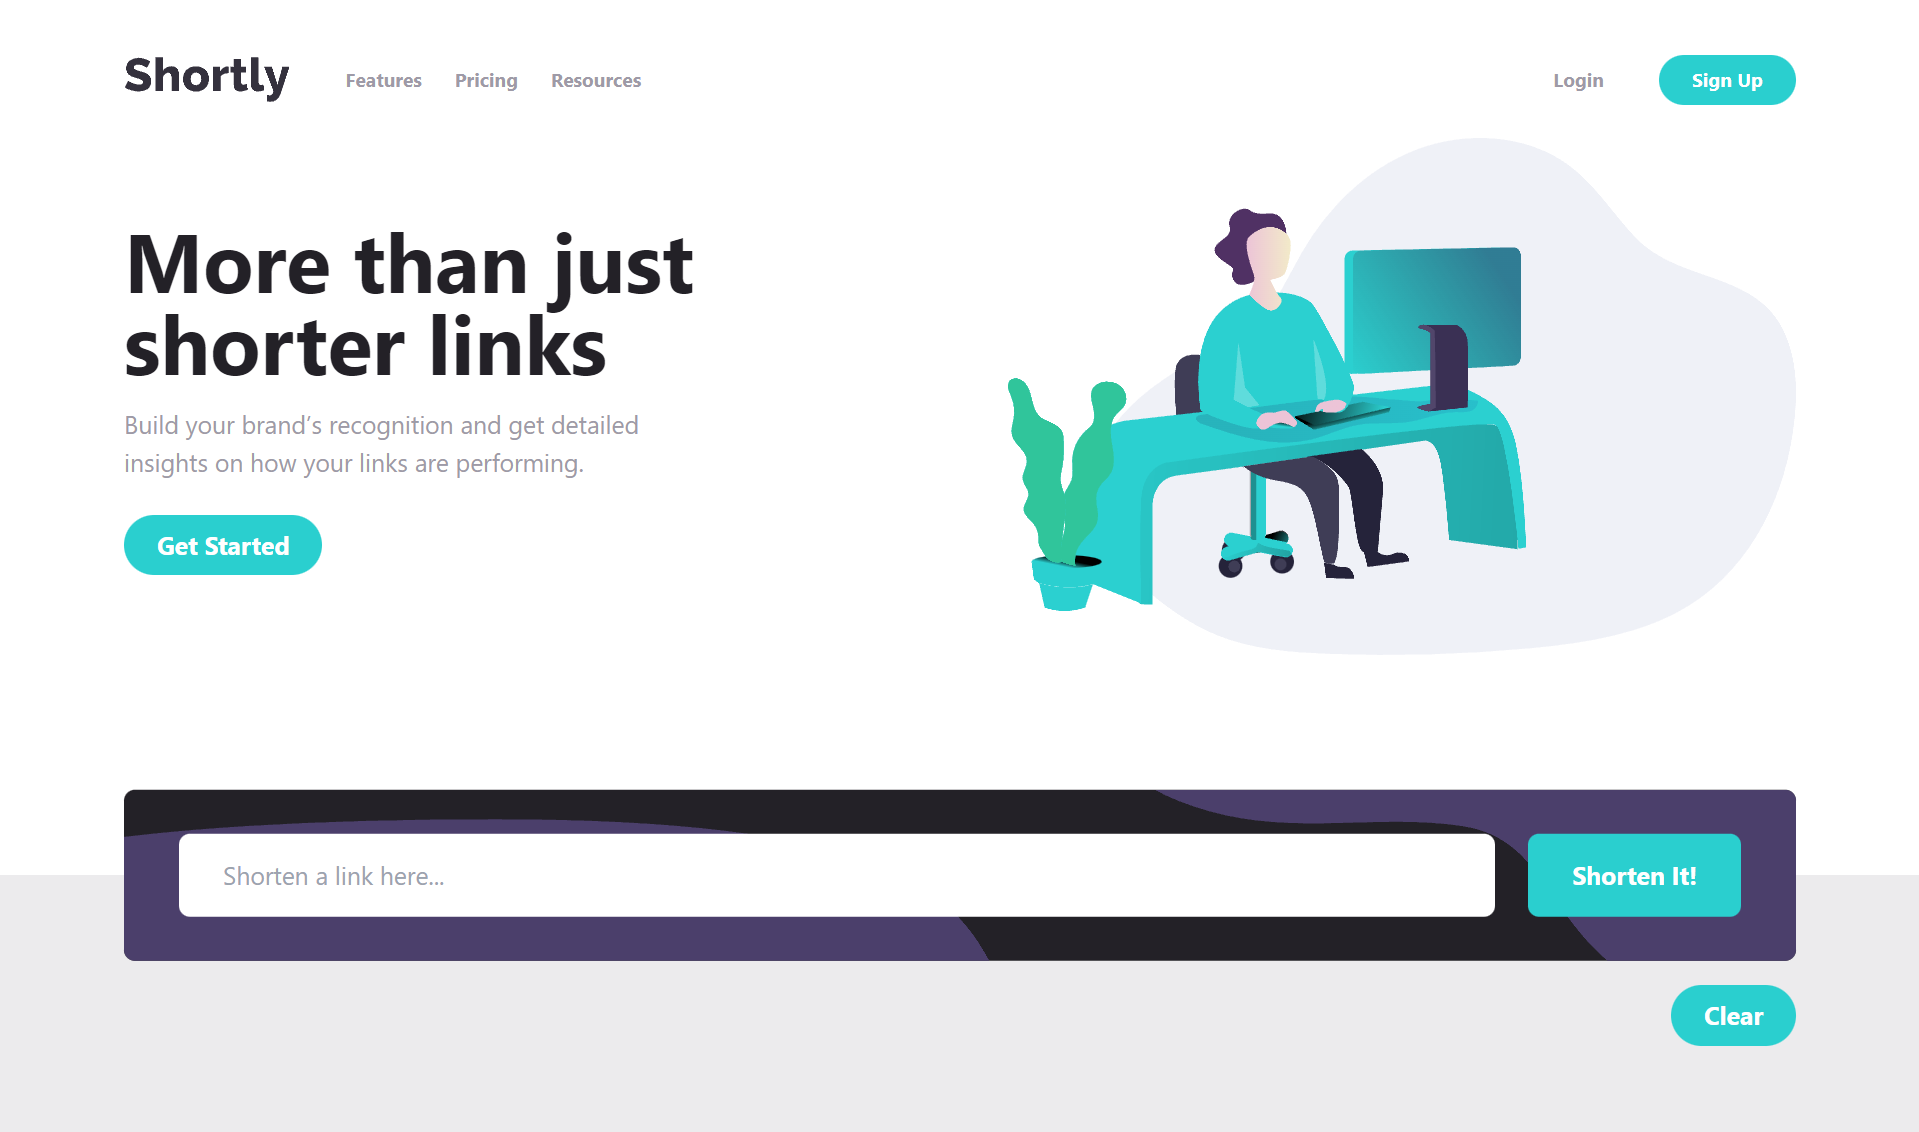 Shortly Features Pricing Resources Login Sign Up
More than just
shorter links
Build your brand’s recognition and get detailed
insights on how your links are performing.
Get Started
Shorten a link here...
Shorten It!
Clear